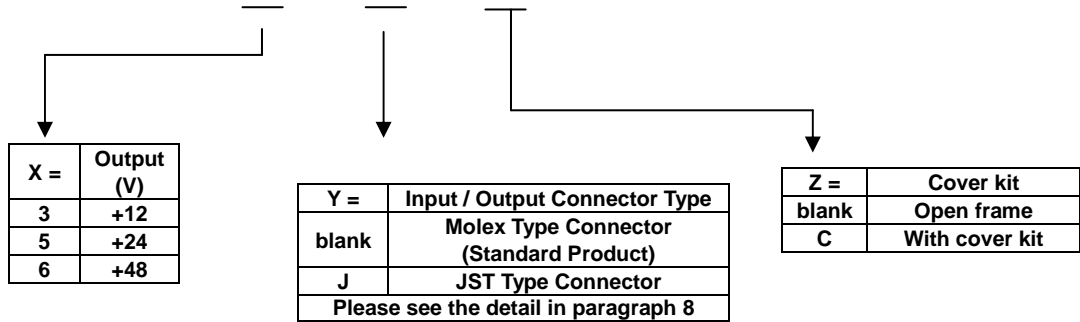 X = Output
(V)
3 +12
5 +24
6 +48
Y = Input / Output Connector Type
blank Molex Type Connector
(Standard Product)
J JST Type Connector
Please see the detail in paragraph 8
Z = Cover kit
blank Open frame
C With cover kit